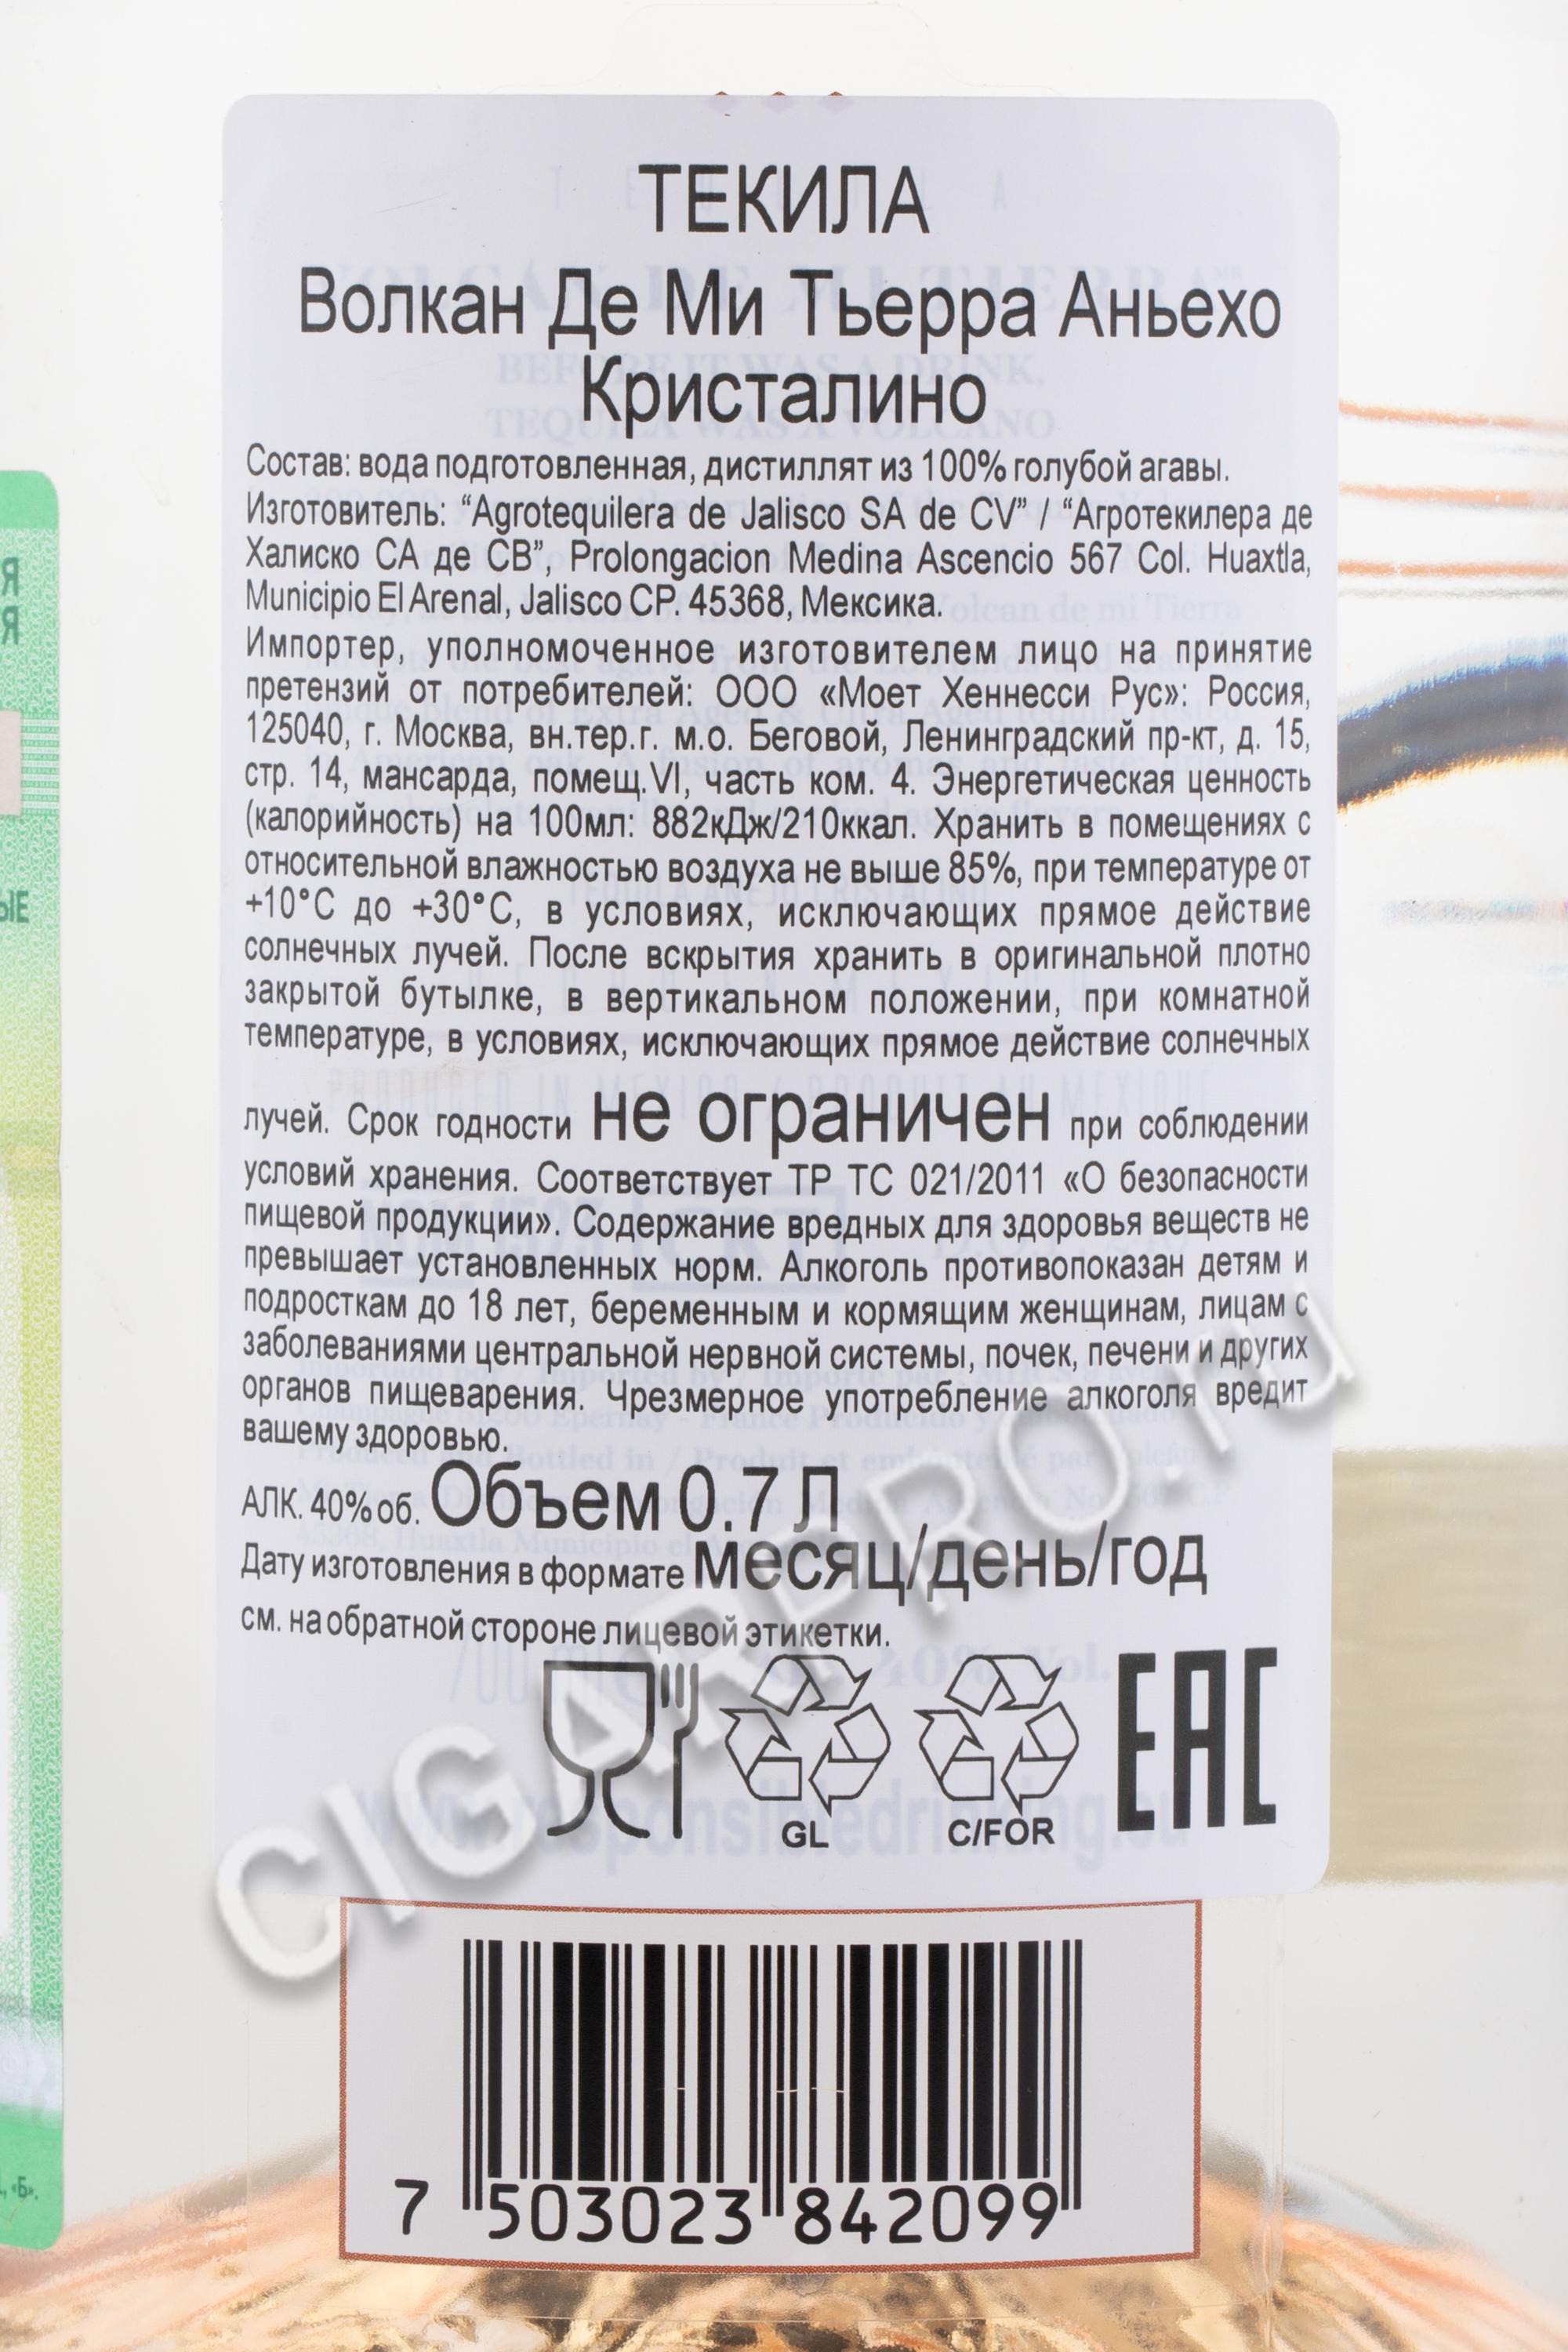 ТЕКИЛА
Волкан Де Ми Тьерра Аньехо
Кристалино
Состав: вода подготовленная, дистиллят из 100% голубой агавы.
Изготовитель: “Agrotequilera de Jalisco SA de CV” / “Агротекилера де
Халиско СА де СВ”, Prolongacion Medina Ascencio 567 Col. Huaxtla,
Municipio El Arenal, Jalisco CP. 45368, Мексика.
Импортер, уполномоченное изготовителем лицо на принятие
претензий от потребителей: ООО «Моет Хеннесси Рус»: Россия,
125040, г. Москва, вн.тер.г. м.о. Беговой, Ленинградский пр-кт, д. 15,
стр. 14, мансарда, помещ.VI, часть ком. 4. Энергетическая ценность
(калорийность) на 100мл: 882кДж/210ккал. Хранить в помещениях с
относительной влажностью воздуха не выше 85%, при температуре от
+10°C до +30°C, в условиях, исключающих прямое действие
солнечных лучей. После вскрытия хранить в оригинальной плотно
закрытой бутылке, в вертикальном положении, при комнатной
температуре, в условиях, исключающих прямое действие солнечных
лучей. Срок годности не ограничен при соблюдении
условий хранения. Соответствует ТР ТС 021/2011 «О безопасности
пищевой продукции». Содержание вредных для здоровья веществ не
превышает установленных норм. Алкоголь противопоказан детям и
подросткам до 18 лет, беременным и кормящим женщинам, лицам с
заболеваниями центральной нервной системы, почек, печени и других
органов пищеварения. Чрезмерное употребление алкоголя вредит
вашему здоровью.
АЛК. 40% об. Объем 0.7 Л
Дату изготовления в формате месяц/день/год
см. на обратной стороне лицевой этикетки.
GL
C/FOR
EAC
CIGARPRO.ru
7 503023 842099